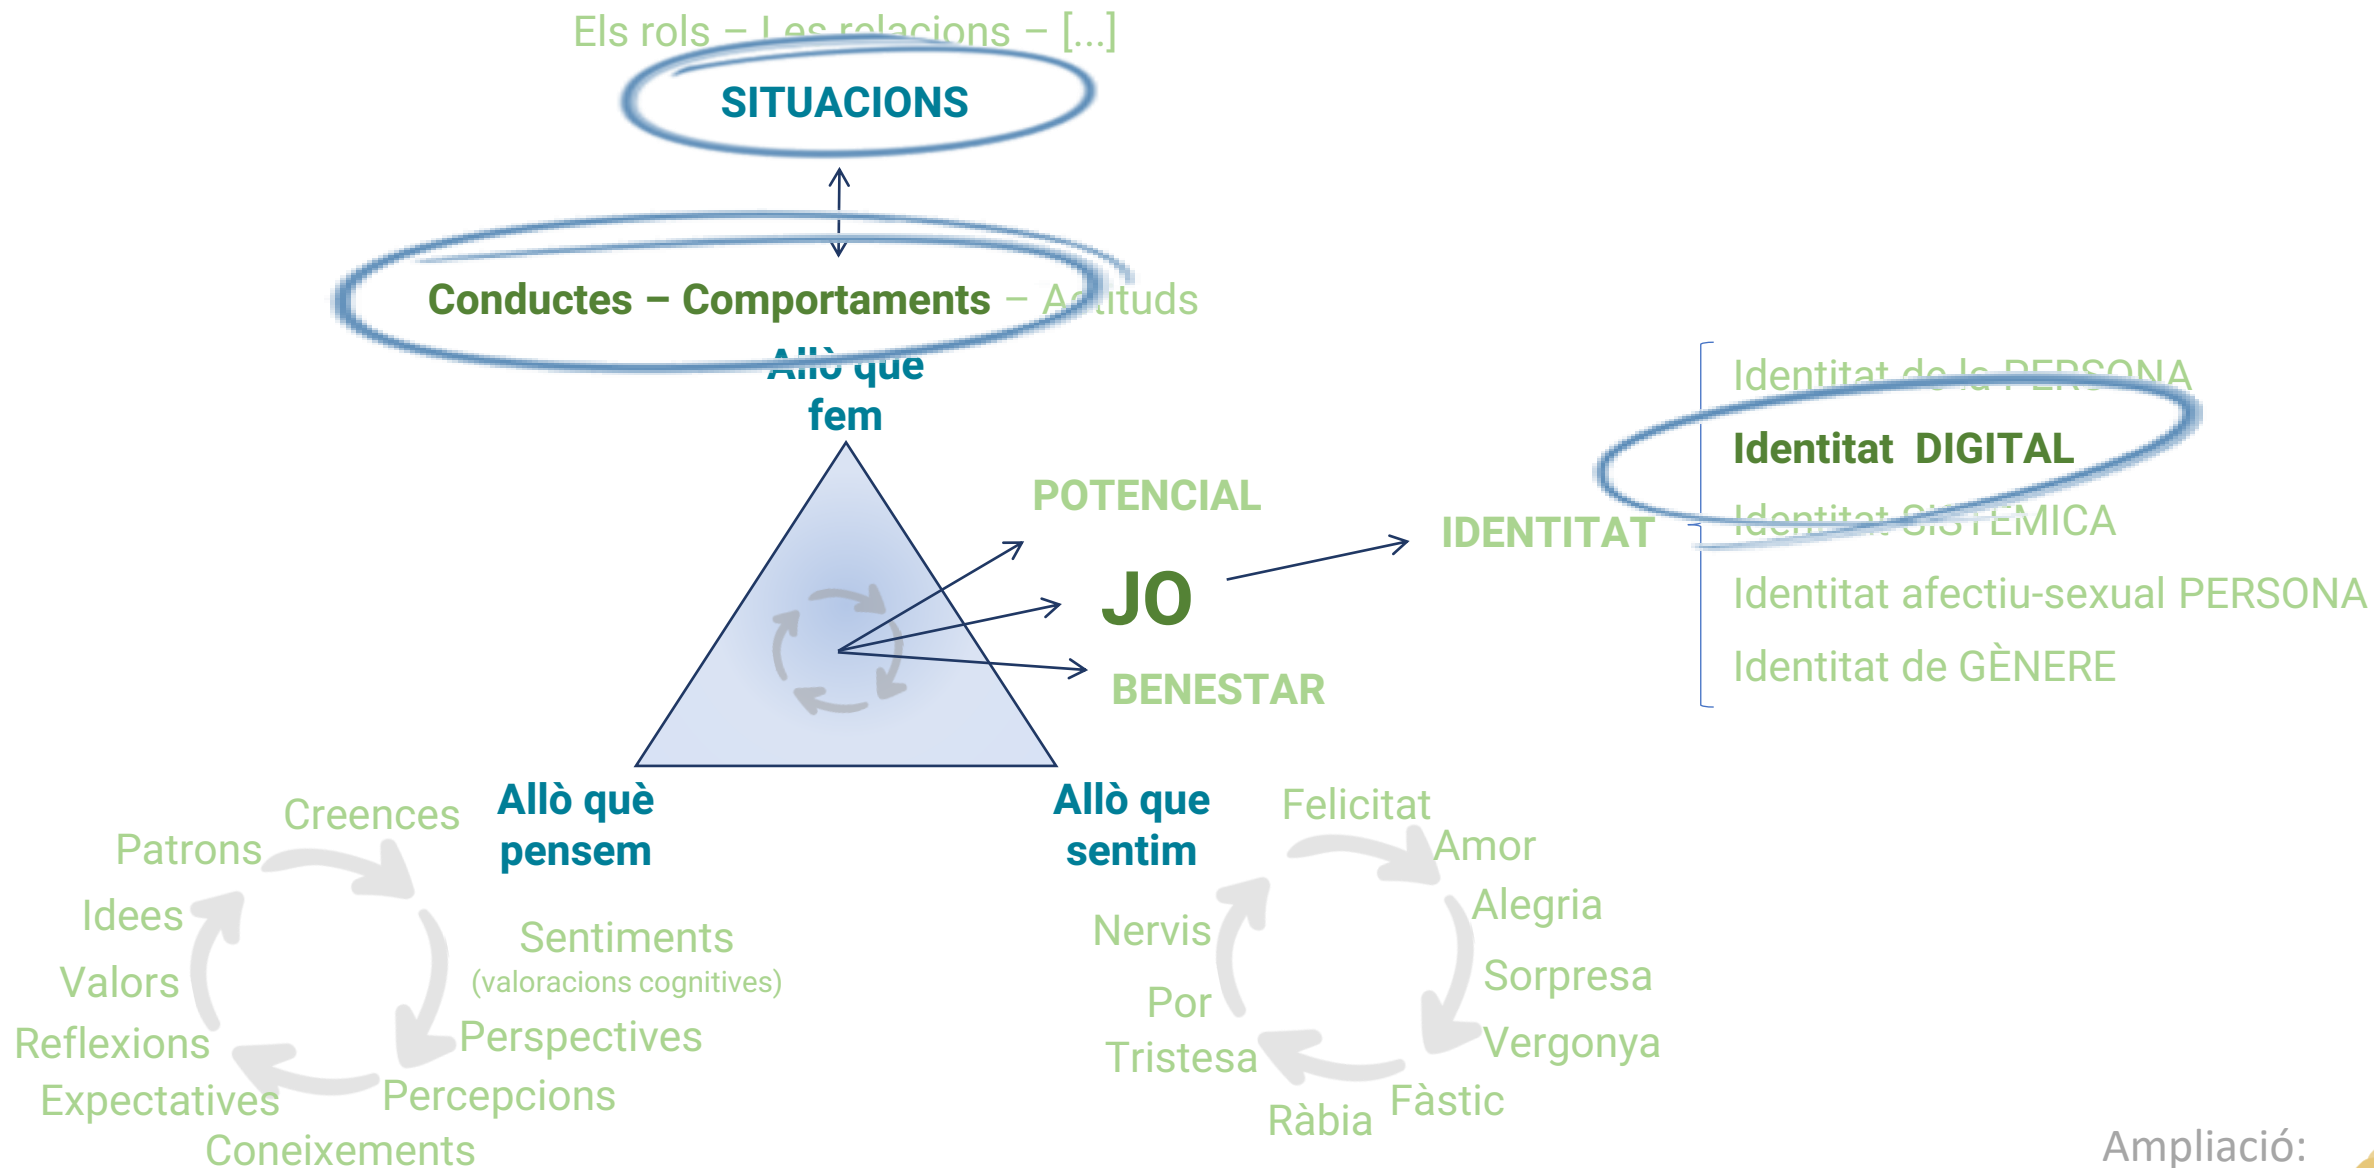 Els rols – Les relacions – [...]
SITUACIONS
Conductes – Comportaments – Actituds
Allò que
fem
Identitat de la PERSONA
Identitat DIGITAL
Identitat SISTÈMICA
Identitat afectiu-sexual PERSONA
Identitat de GÈNERE
POTENCIAL
IDENTITAT
JO
BENESTAR
Allò què
pensem
Creences
Patrons
Idees
Valors
Reflexions
Expectatives
Coneixements
Sentiments
(valoracions cognitives)
Perspectives
Percepcions
Allò que
sentim
Felicitat
Amor
Alegria
Sorpresa
Vergonya
Fàstic
Ràbia
Tristesa
Por
Nervis
Ampliació: